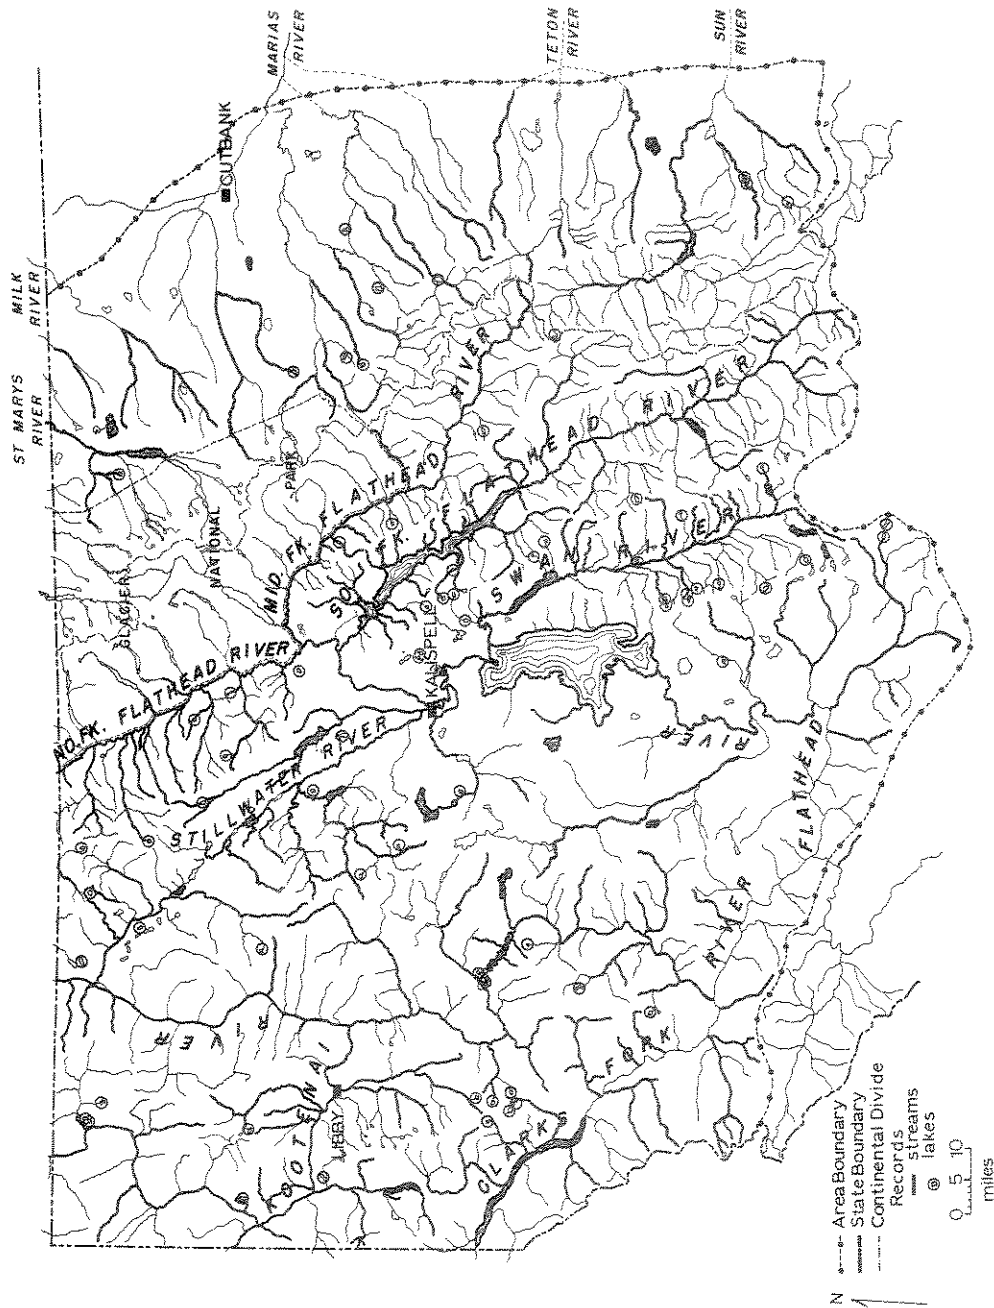 ST MARYS
RIVER
MILK
RIVER
MARIAS
RIVER
TETON
RIVER
SUN
RIVER
CUTBANK
GLACIER
NATIONAL
PARK
NO. FK. FLATHEAD RIVER
MID. FK. FLATHEAD RIVER
SO. FK. FLATHEAD RIVER
STILLWATER RIVER
KALISPELL
SWAN RIVER
KOOTENAI
RIVER
LIBBY
CLARK
FORK
RIVER
FLATHEAD
RIVER
N
Area Boundary
State Boundary
Continental Divide
Records
streams
lakes
0 5 10
miles